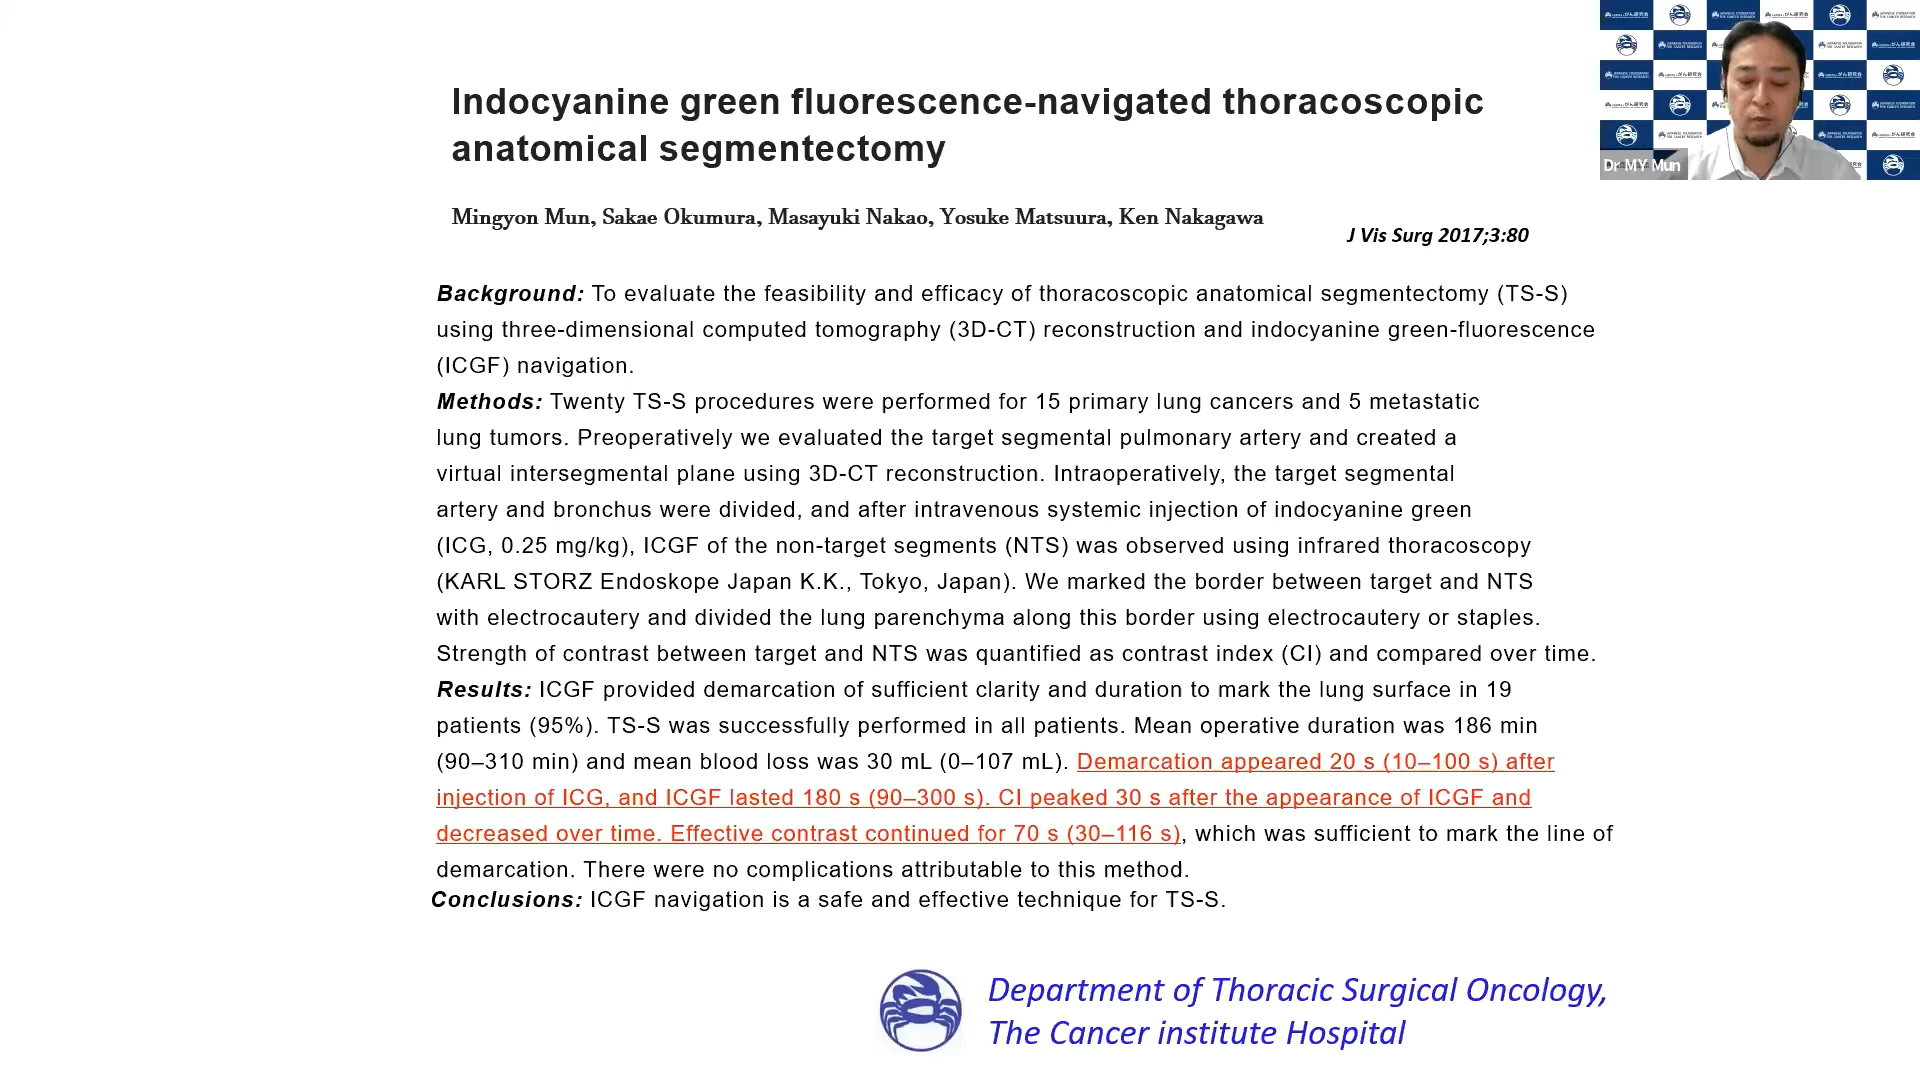 Indocyanine green fluorescence-navigated thoracoscopic
anatomical segmentectomy
Mingyon Mun, Sakae Okumura, Masayuki Nakao, Yosuke Matsuura, Ken Nakagawa
J Vis Surg 2017;3:80
Background: To evaluate the feasibility and efficacy of thoracoscopic anatomical segmentectomy (TS-S)
using three-dimensional computed tomography (3D-CT) reconstruction and indocyanine green-fluorescence
(ICGF) navigation.
Methods: Twenty TS-S procedures were performed for 15 primary lung cancers and 5 metastatic
lung tumors. Preoperatively we evaluated the target segmental pulmonary artery and created a
virtual intersegmental plane using 3D-CT reconstruction. Intraoperatively, the target segmental
artery and bronchus were divided, and after intravenous systemic injection of indocyanine green
(ICG, 0.25 mg/kg), ICGF of the non-target segments (NTS) was observed using infrared thoracoscopy
(KARL STORZ Endoskope Japan K.K., Tokyo, Japan). We marked the border between target and NTS
with electrocautery and divided the lung parenchyma along this border using electrocautery or staples.
Strength of contrast between target and NTS was quantified as contrast index (CI) and compared over time.
Results: ICGF provided demarcation of sufficient clarity and duration to mark the lung surface in 19
patients (95%). TS-S was successfully performed in all patients. Mean operative duration was 186 min
(90–310 min) and mean blood loss was 30 mL (0–107 mL). Demarcation appeared 20 s (10–100 s) after
injection of ICG, and ICGF lasted 180 s (90–300 s). CI peaked 30 s after the appearance of ICGF and
decreased over time. Effective contrast continued for 70 s (30–116 s), which was sufficient to mark the line of
demarcation. There were no complications attributable to this method.
Conclusions: ICGF navigation is a safe and effective technique for TS-S.
Department of Thoracic Surgical Oncology,
The Cancer institute Hospital
Dr MY Mun